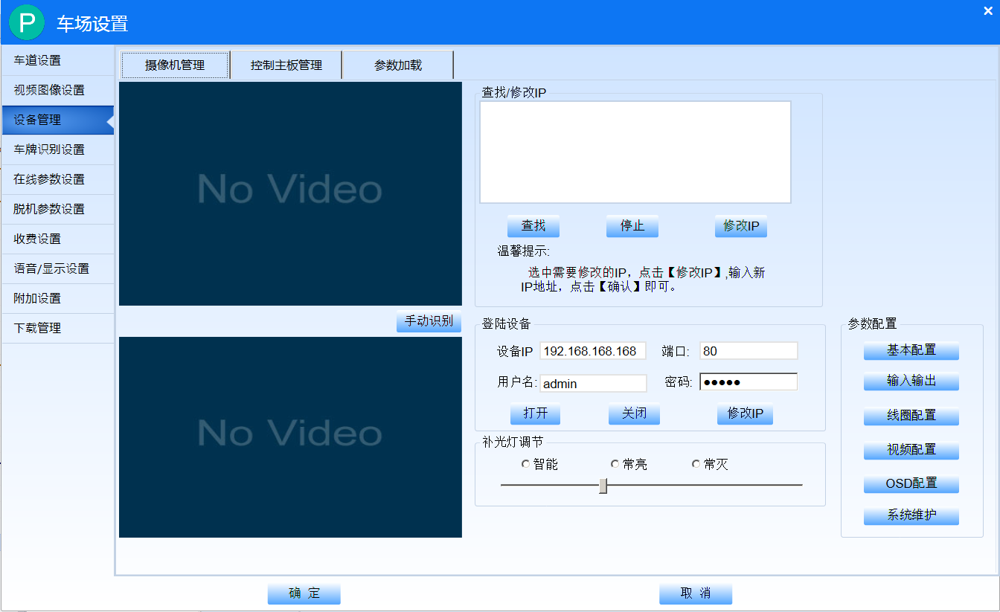 P 车场设置
车道设置
视频图像设置
设备管理
车牌识别设置
在线参数设置
脱机参数设置
收费设置
语音/显示设置
附加设置
下载管理
摄像机管理 控制主板管理 参数加载
No Video
手动识别
No Video
查找/修改IP
查找 停止 修改IP
温馨提示:
选中需要修改的IP，点击【修改IP】,输入新
IP地址，点击【确认】即可。
登陆设备
设备IP 192.168.168.168 端口: 80
用户名: admin 密码: ●●●●●
打开 关闭 修改IP
补光灯调节
智能 常亮 常灭
参数配置
基本配置
输入输出
线圈配置
视频配置
OSD配置
系统维护
确 定 取 消